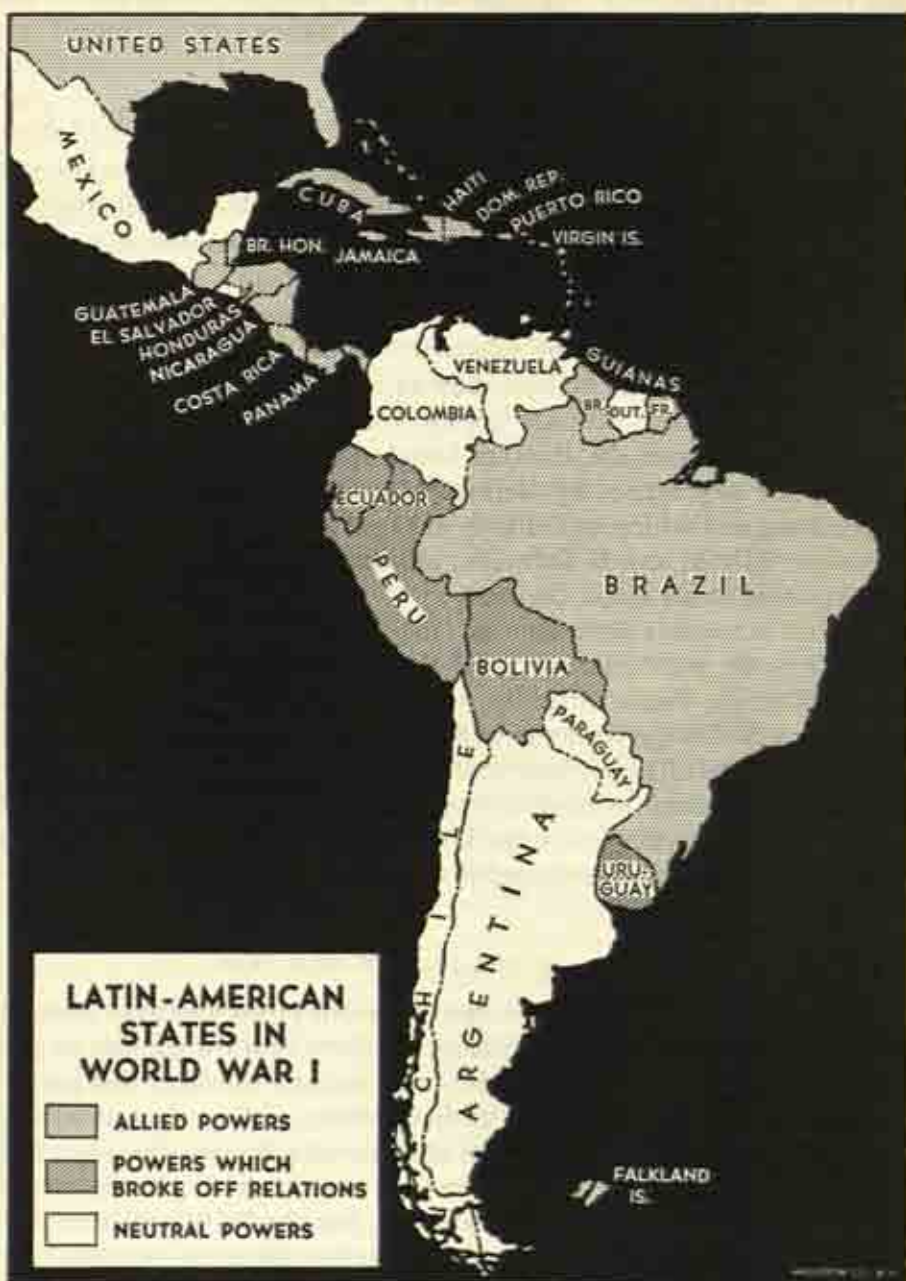 UNITED STATES
MEXICO
CUBA
HAITI
DOM. REP.
PUERTO RICO
VIRGIN IS.
BR. HON.
JAMAICA
GUATEMALA
EL SALVADOR
HONDURAS
NICARAGUA
COSTA RICA
PANAMA
VENEZUELA
COLOMBIA
GUIANAS
BR.
DUT.
FR.
ECUADOR
PERU
BRAZIL
BOLIVIA
PARAGUAY
CHILE
ARGENTINA
URU-
GUAY
FALKLAND
IS.
LATIN-AMERICAN
STATES IN
WORLD WAR I
ALLIED POWERS
POWERS WHICH
BROKE OFF RELATIONS
NEUTRAL POWERS